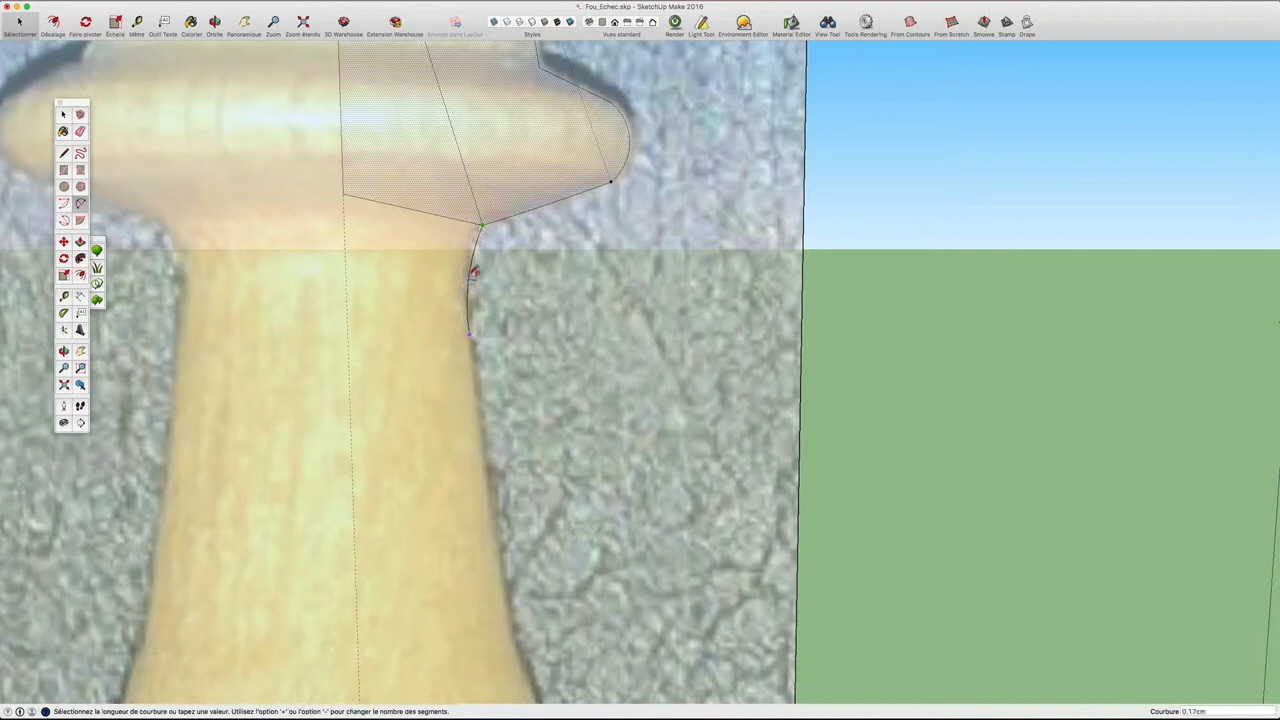 Fou_Echec.skp - SketchUp Make 2016
Sélectionner Décalage Faire pivoter Échelle Mètre Outil Texte Colorier Orbite Panoramique Zoom Zoom étendu 3D Warehouse Extension Warehouse Envoyer dans LayOut Styles Vues standard Render Light Tool Environment Editor Material Editor View Tool Tools Rendering From Contours From Scratch Smoove Stamp Drape
Sélectionnez la longueur de courbure ou tapez une valeur. Utilisez l'option '+' ou l'option '-' pour changer le nombre des segments. Courbure 0,17cm